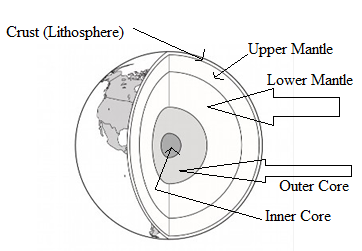 Crust (Lithosphere)
Upper Mantle
Lower Mantle
Outer Core
Inner Core